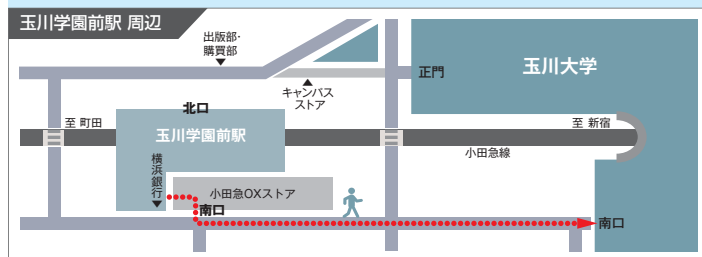 玉川学園前駅 周辺
出版部・
購買部
正門
玉川大学
キャンパス
ストア
北口
至 町田
玉川学園前駅
至 新宿
小田急線
横浜銀行
小田急OXストア
南口
南口